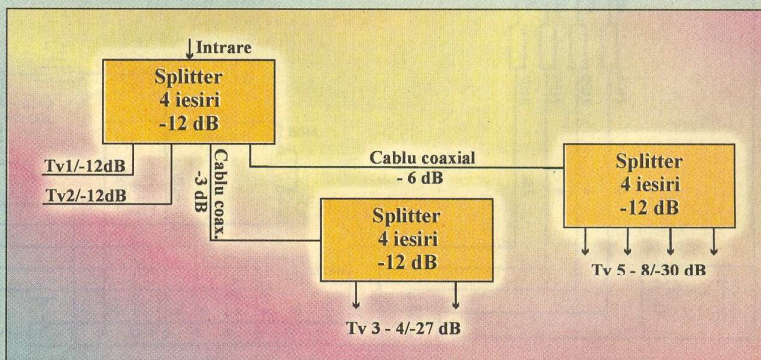 Intrare
Splitter
4 iesiri
-12 dB
Tv1/-12dB
Tv2/-12dB
Cablu coax.
-3 dB
Cablu coaxial
- 6 dB
Splitter
4 iesiri
-12 dB
Tv 3 - 4/-27 dB
Splitter
4 iesiri
-12 dB
Tv 5 - 8/-30 dB